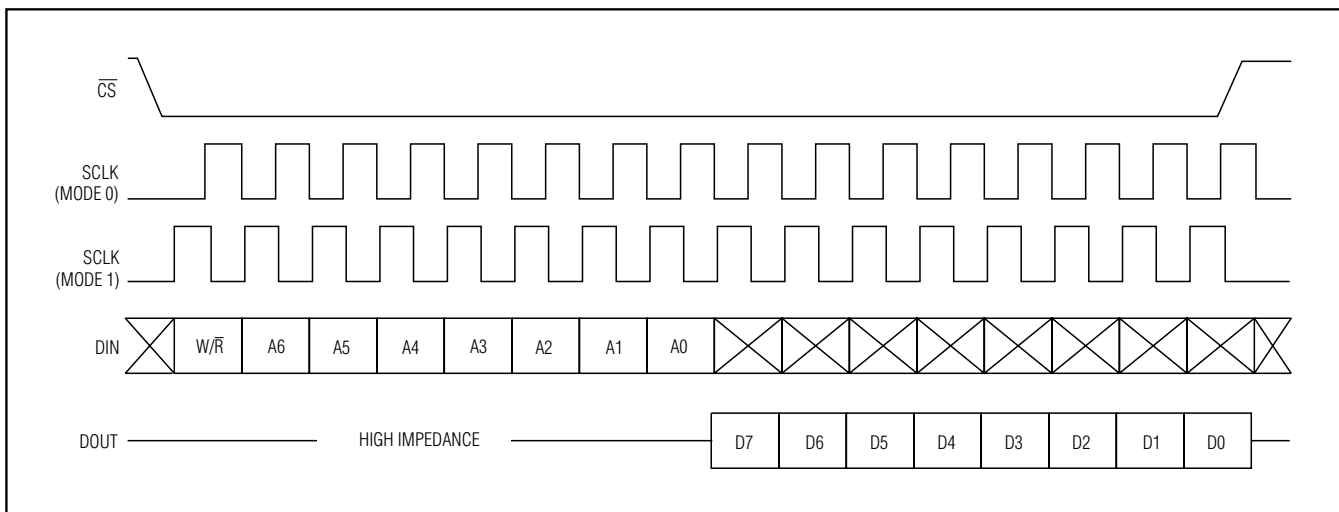 C̅S̅
SCLK
(MODE 0)
SCLK
(MODE 1)
DIN W/R̅ A6 A5 A4 A3 A2 A1 A0
DOUT HIGH IMPEDANCE D7 D6 D5 D4 D3 D2 D1 D0